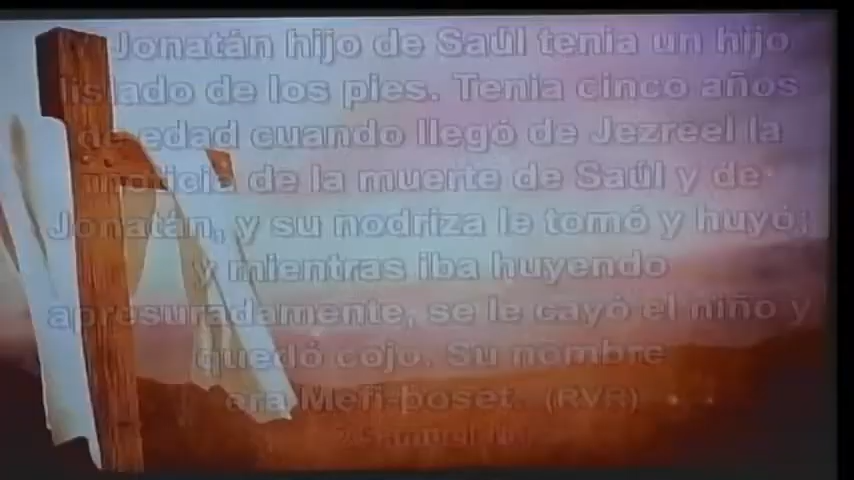 Jonatán hijo de Saúl tenia un hijo
lisiado de los pies. Tenia cinco años
de edad cuando llegó de Jezreel la
noticia de la muerte de Saúl y de
Jonatán, y su nodriza le tomó y huyó;
y mientras iba huyendo
apresuradamente, se le cayó el niño y
quedó cojo. Su nombre
era Mefi-boset. (RVR)
2 Samuel